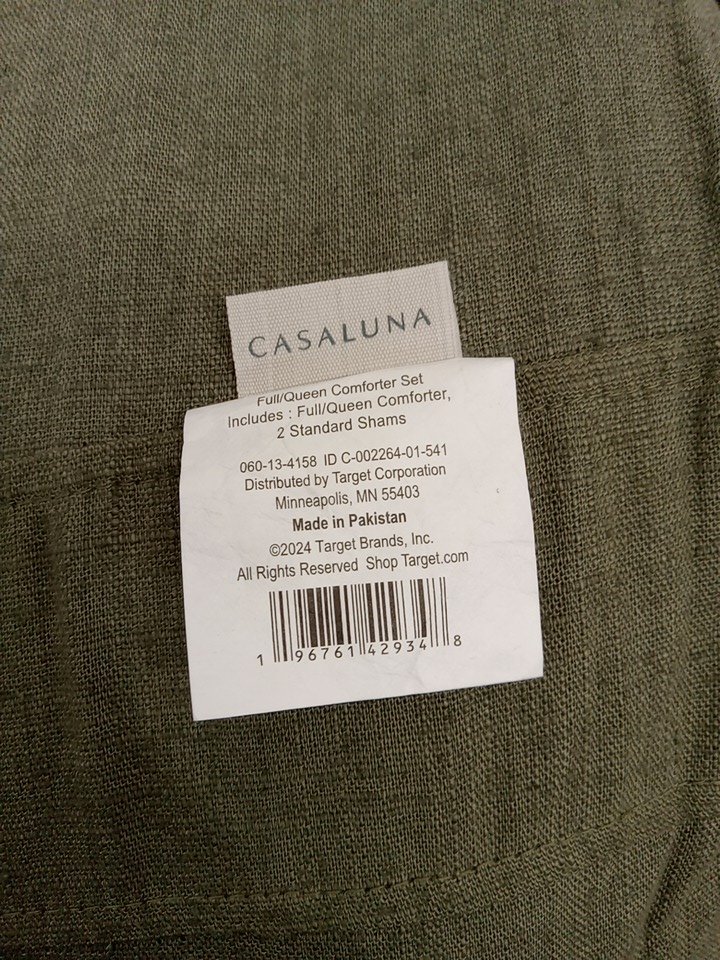 CASALUNA
Full/Queen Comforter Set
Includes : Full/Queen Comforter,
2 Standard Shams
060-13-4158 ID C-002264-01-541
Distributed by Target Corporation
Minneapolis, MN 55403
Made in Pakistan
©2024 Target Brands, Inc.
All Rights Reserved Shop Target.com
1 96761 42934 8